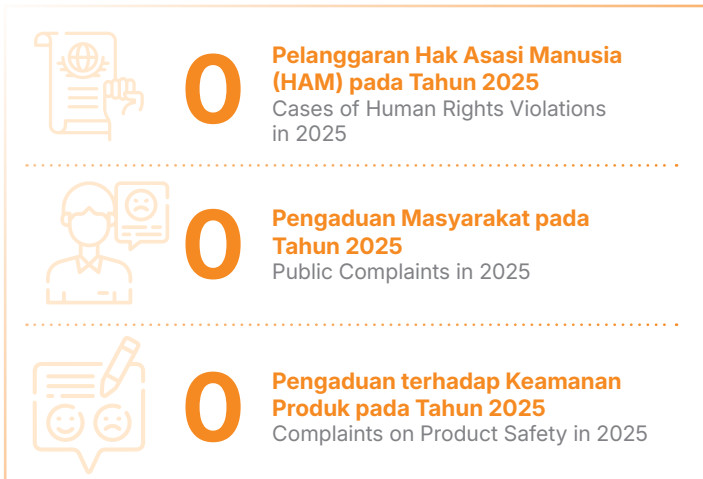 0
Pelanggaran Hak Asasi Manusia
(HAM) pada Tahun 2025
Cases of Human Rights Violations
in 2025
0
Pengaduan Masyarakat pada
Tahun 2025
Public Complaints in 2025
0
Pengaduan terhadap Keamanan
Produk pada Tahun 2025
Complaints on Product Safety in 2025